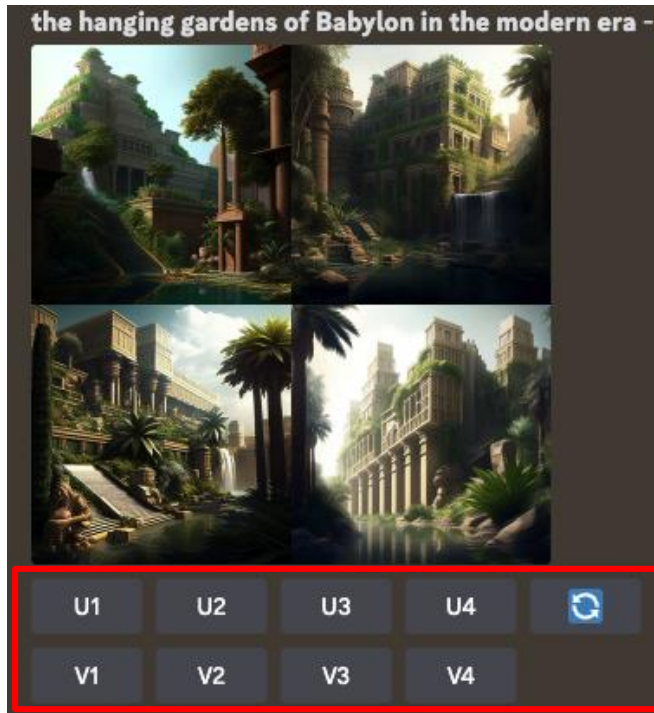 the hanging gardens of Babylon in the modern era -
U1 U2 U3 U4
V1 V2 V3 V4